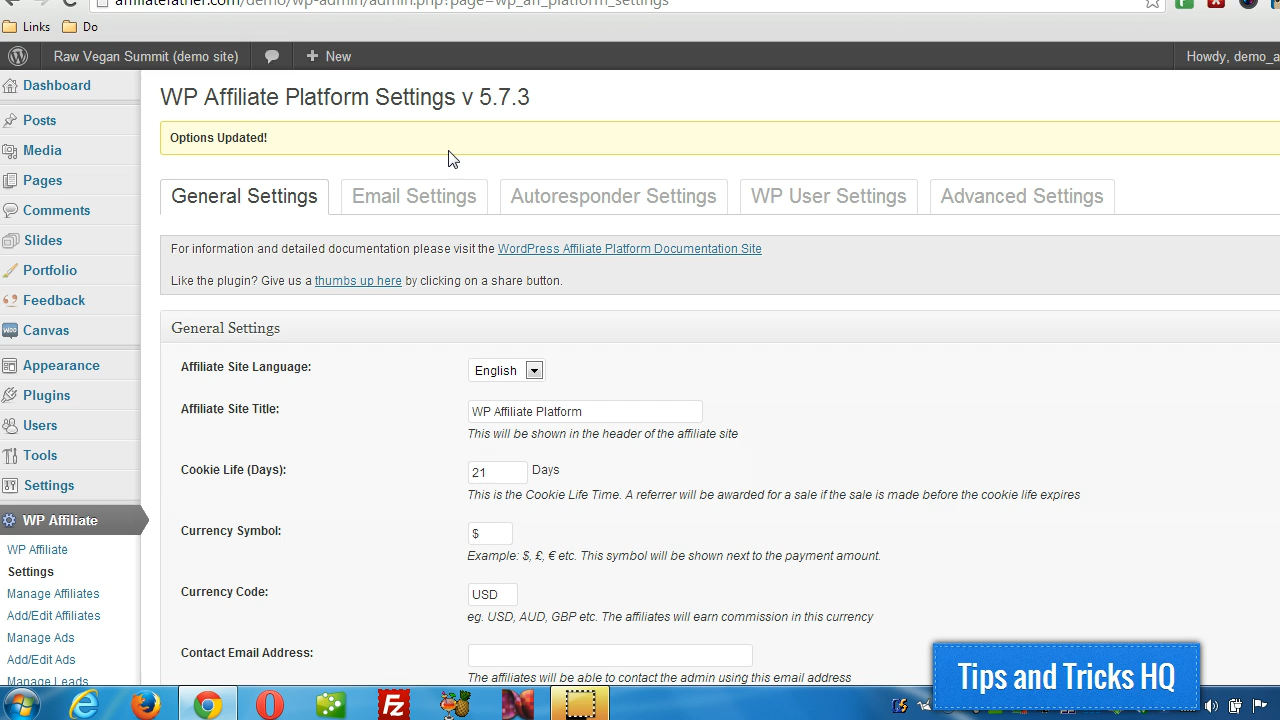 affiliatefather.com/demo/wp-admin/admin.php?page=wp_aff_platform_settings
Links Do
Raw Vegan Summit (demo site) New Howdy, demo_a
Dashboard
Posts
Media
Pages
Comments
Slides
Portfolio
Feedback
Canvas
Appearance
Plugins
Users
Tools
Settings
WP Affiliate
WP Affiliate
Settings
Manage Affiliates
Add/Edit Affiliates
Manage Ads
Add/Edit Ads
Manage Leads
WP Affiliate Platform Settings v 5.7.3
Options Updated!
General Settings Email Settings Autoresponder Settings WP User Settings Advanced Settings
For information and detailed documentation please visit the WordPress Affiliate Platform Documentation Site
Like the plugin? Give us a thumbs up here by clicking on a share button.
General Settings
Affiliate Site Language: English
Affiliate Site Title: WP Affiliate Platform
This will be shown in the header of the affiliate site
Cookie Life (Days): 21 Days
This is the Cookie Life Time. A referrer will be awarded for a sale if the sale is made before the cookie life expires
Currency Symbol: $
Example: $, £, € etc. This symbol will be shown next to the payment amount.
Currency Code: USD
eg. USD, AUD, GBP etc. The affiliates will earn commission in this currency
Contact Email Address:
The affiliates will be able to contact the admin using this email address
Tips and Tricks HQ